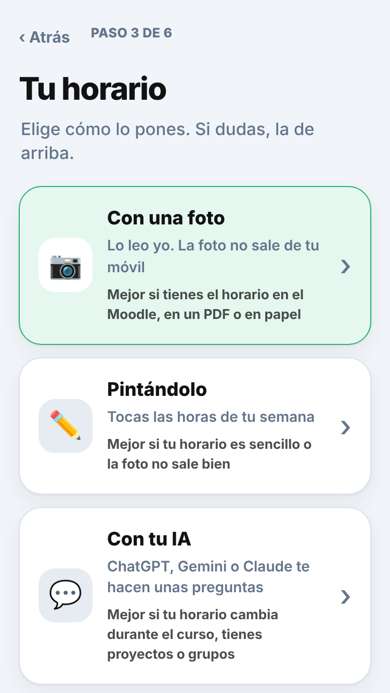 ‹ Atrás
PASO 3 DE 6
Tu horario
Elige cómo lo pones. Si dudas, la de
arriba.
Con una foto
Lo leo yo. La foto no sale de tu
móvil
Mejor si tienes el horario en el
Moodle, en un PDF o en papel
Pintándolo
Tocas las horas de tu semana
Mejor si tu horario es sencillo o
la foto no sale bien
Con tu IA
ChatGPT, Gemini o Claude te
hacen unas preguntas
Mejor si tu horario cambia
durante el curso, tienes
proyectos o grupos